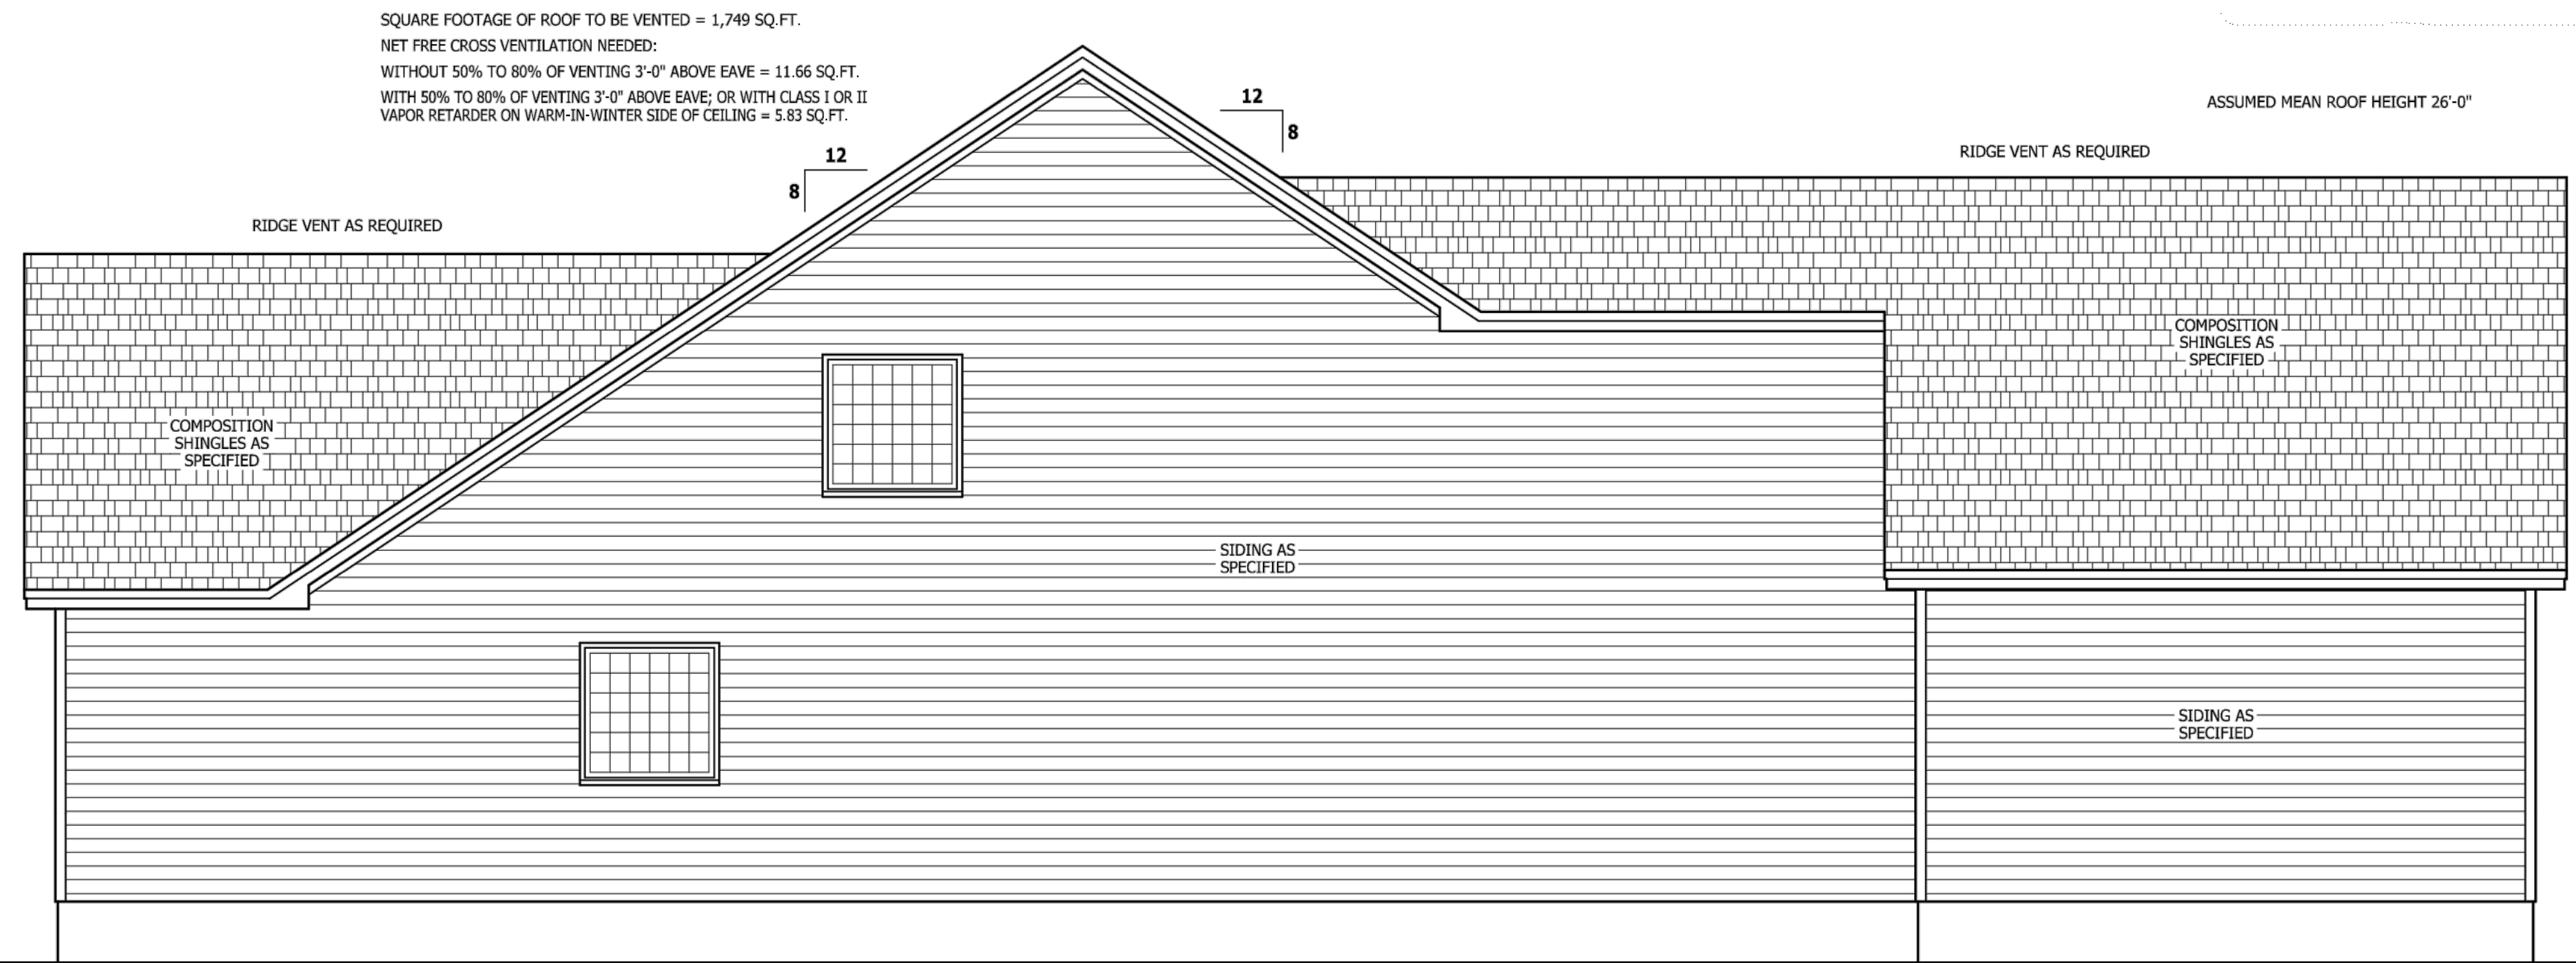 SQUARE FOOTAGE OF ROOF TO BE VENTED = 1,749 SQ.FT.
NET FREE CROSS VENTILATION NEEDED:
WITHOUT 50% TO 80% OF VENTING 3'-0" ABOVE EAVE = 11.66 SQ.FT.
WITH 50% TO 80% OF VENTING 3'-0" ABOVE EAVE; OR WITH CLASS I OR II
VAPOR RETARDER ON WARM-IN-WINTER SIDE OF CEILING = 5.83 SQ.FT.
12
8
12
8
ASSUMED MEAN ROOF HEIGHT 26'-0"
RIDGE VENT AS REQUIRED
RIDGE VENT AS REQUIRED
COMPOSITION
SHINGLES AS
SPECIFIED
COMPOSITION
SHINGLES AS
SPECIFIED
SIDING AS
SPECIFIED
SIDING AS
SPECIFIED